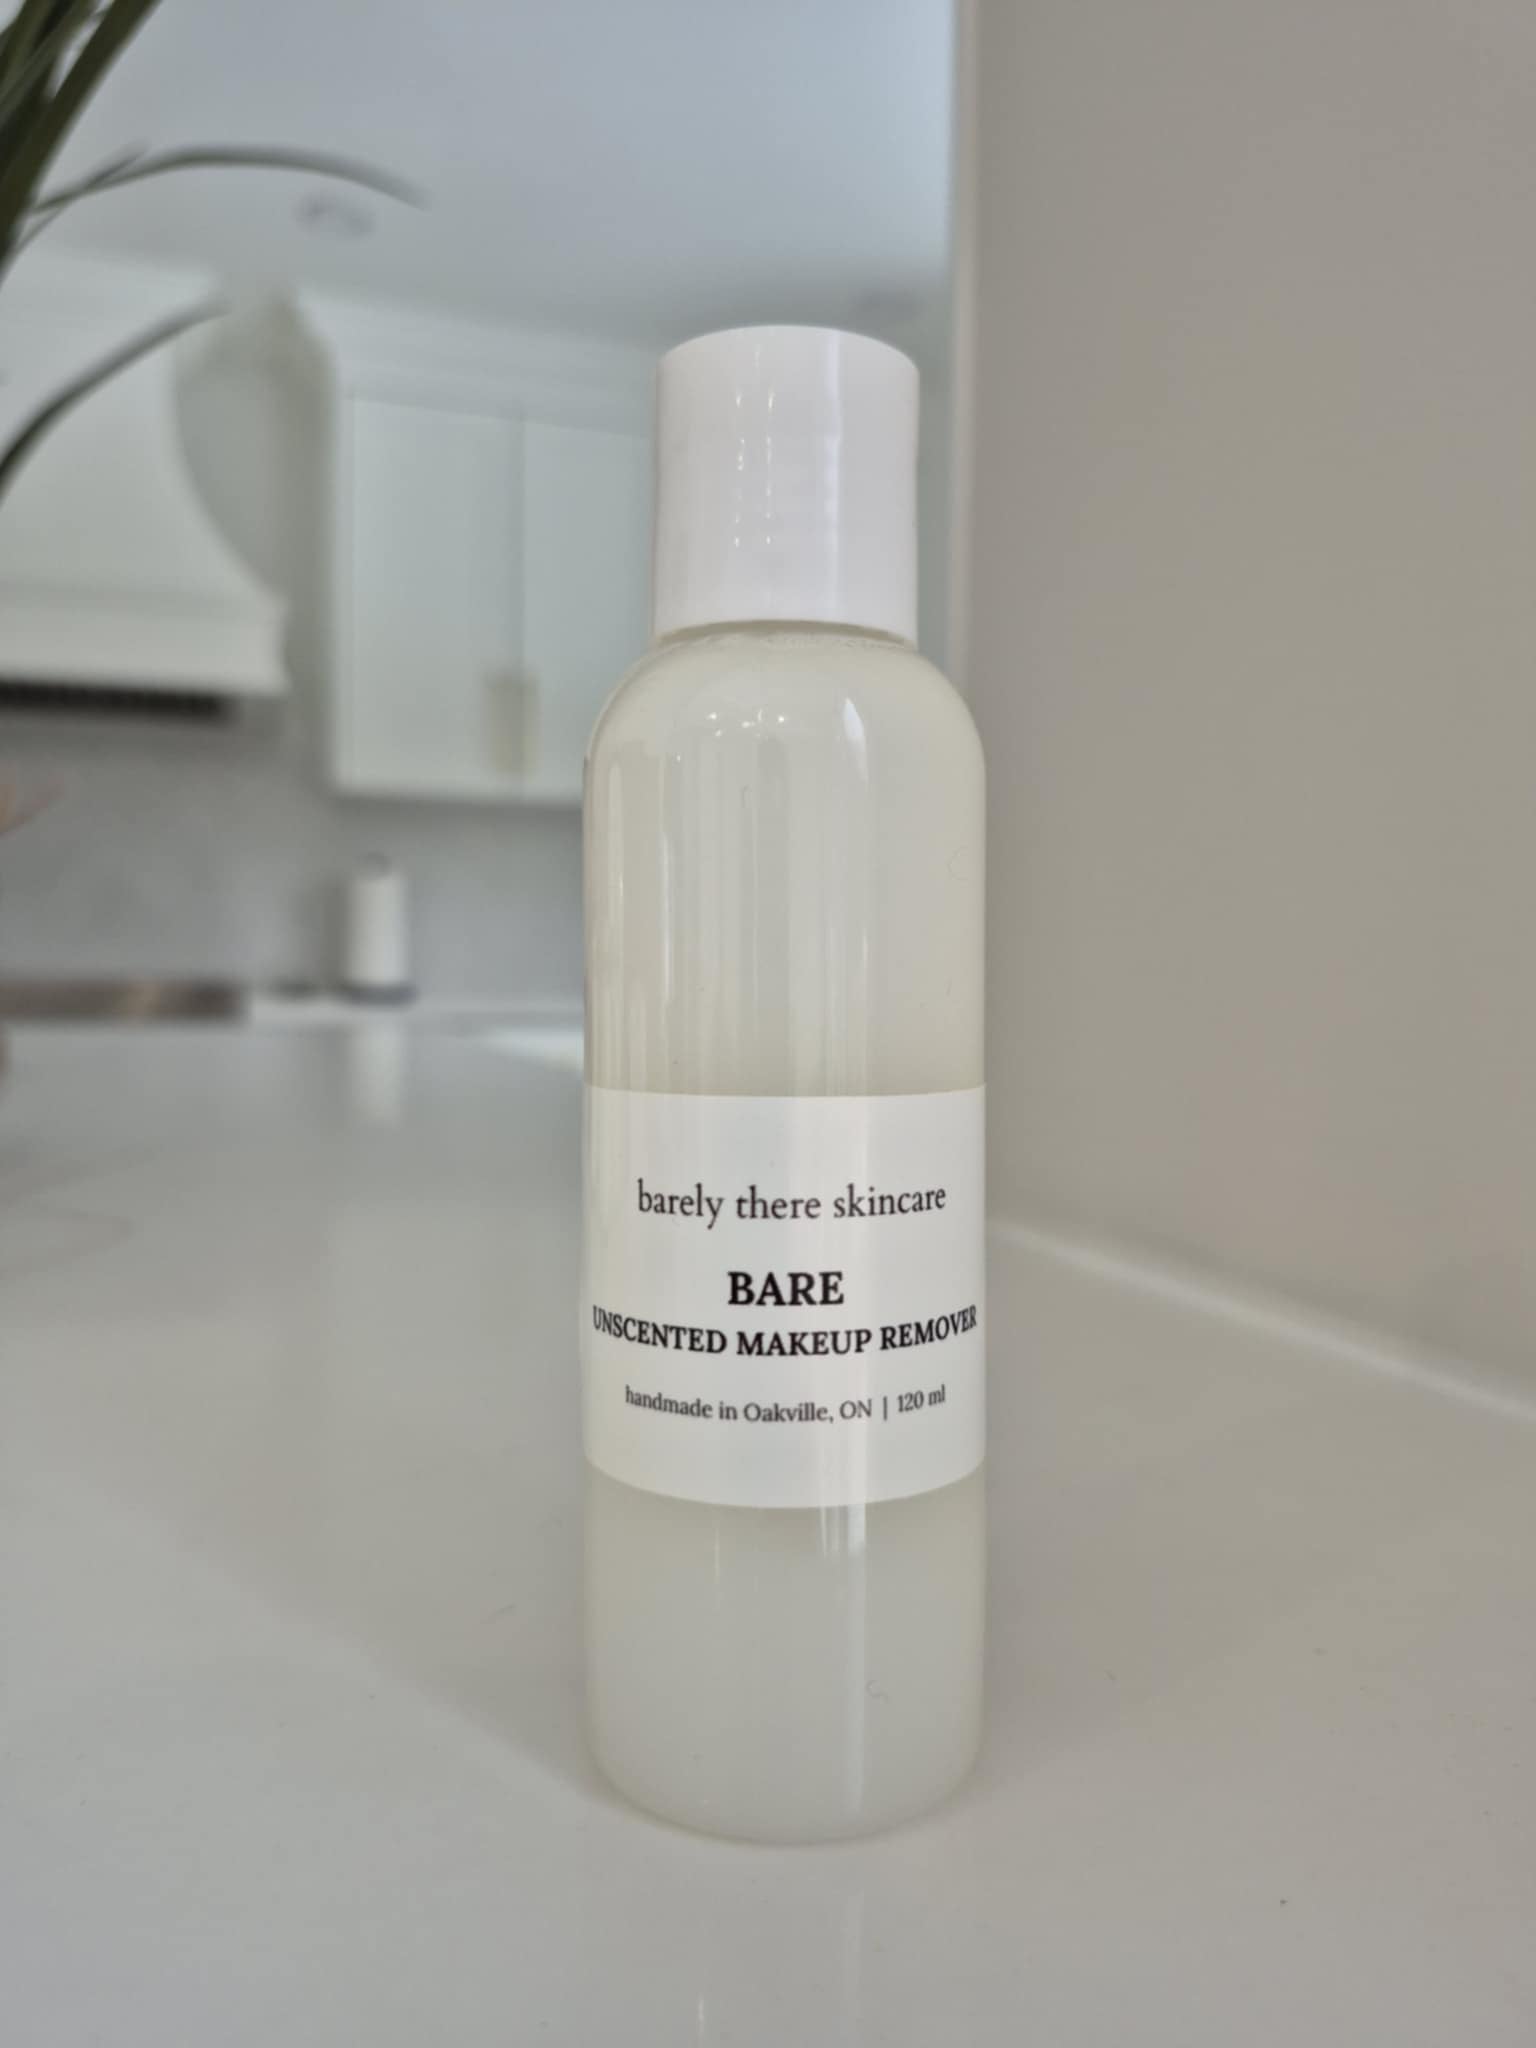 barely there skincare
BARE
UNSCENTED MAKEUP REMOVER
handmade in Oakville, ON | 120 ml